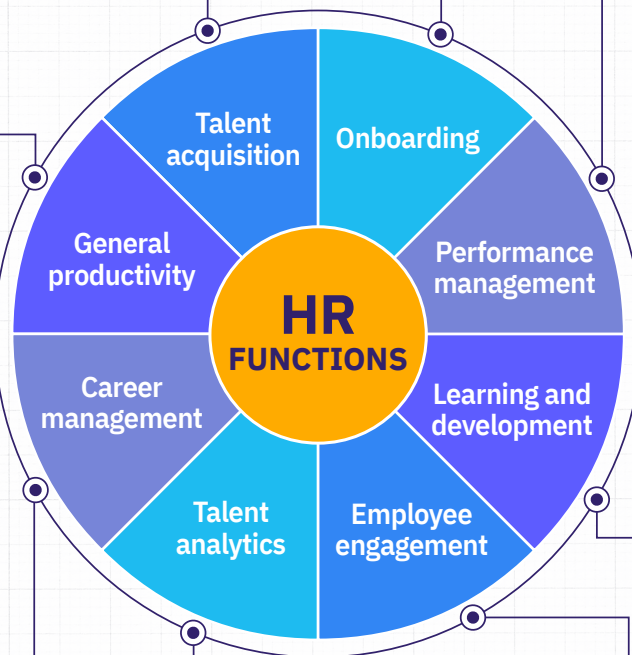 Talent
acquisition
Onboarding
Performance
management
Learning and
development
Employee
engagement
Talent
analytics
Career
management
General
productivity
HR
FUNCTIONS